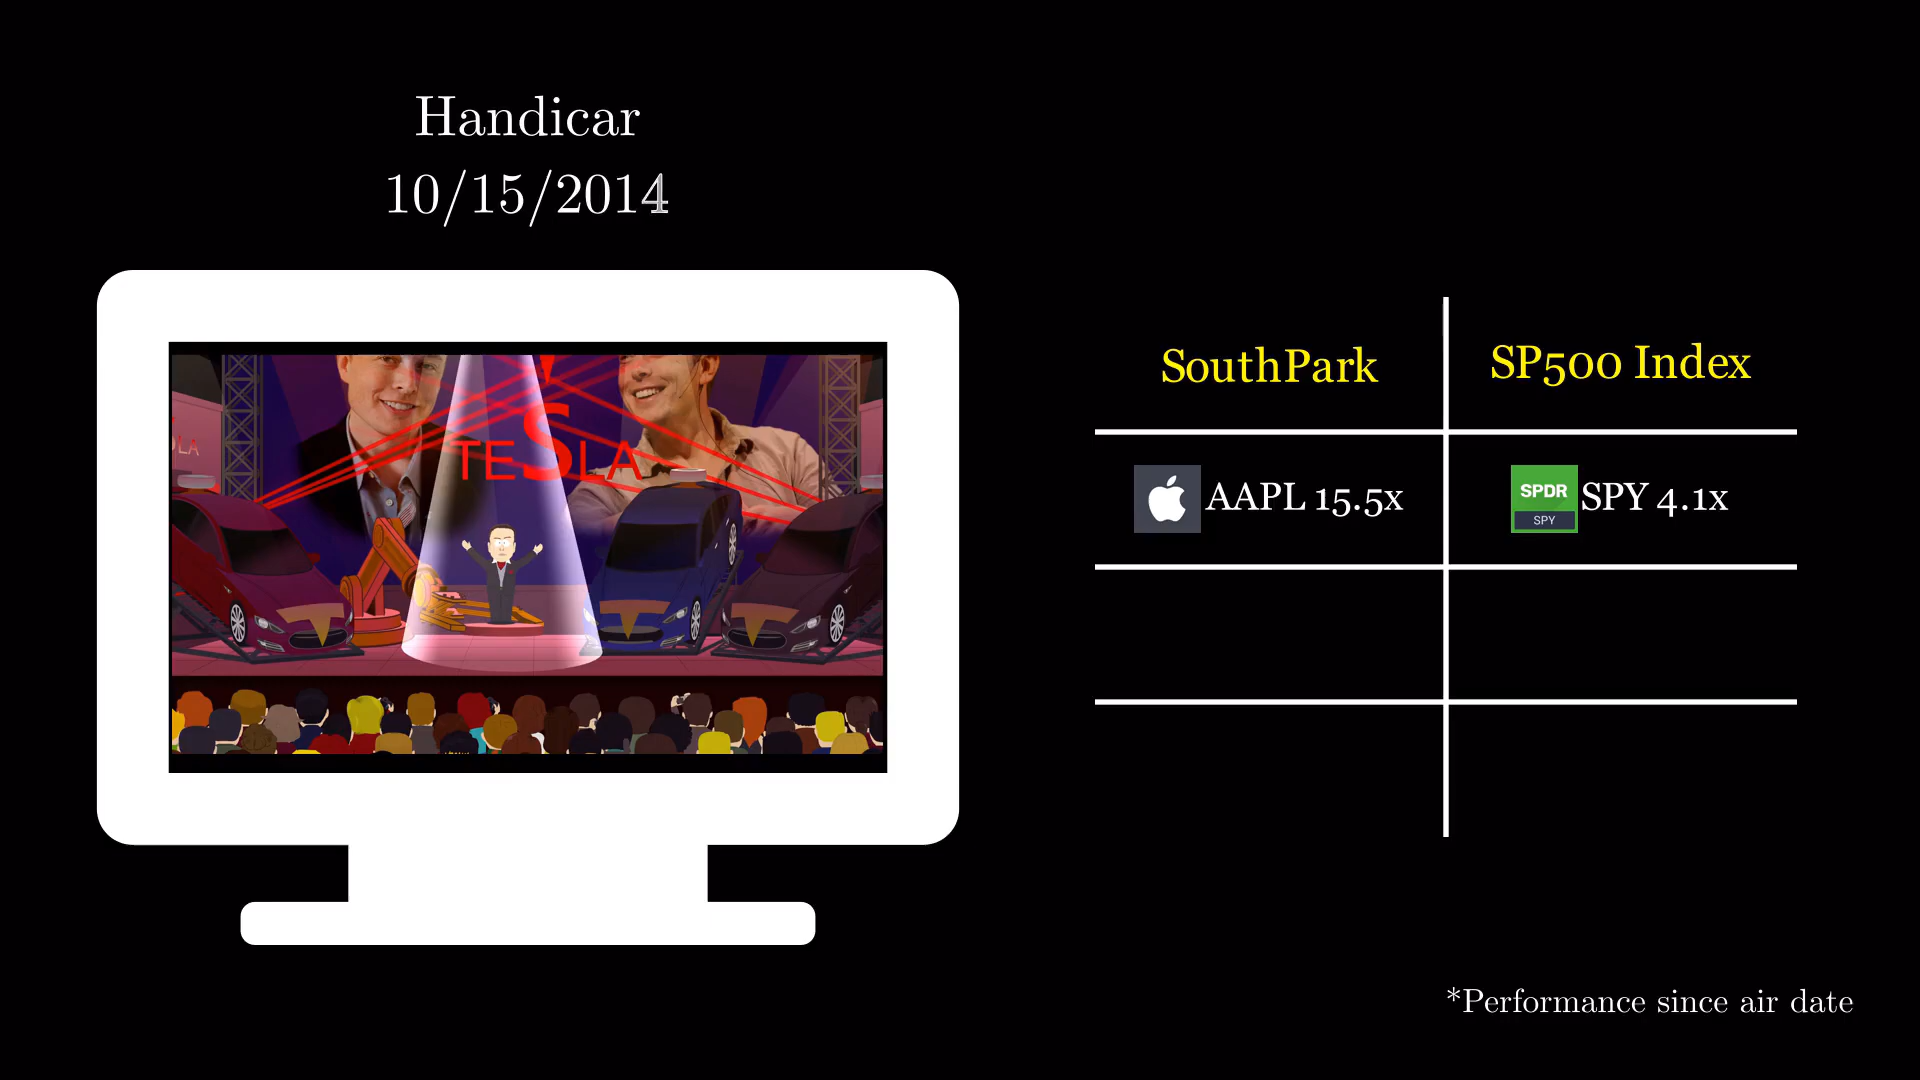 Handicar
10/15/2014
TESLA
LA
SouthPark
SP500 Index
AAPL 15.5x
SPDR
SPY
SPY 4.1x
*Performance since air date